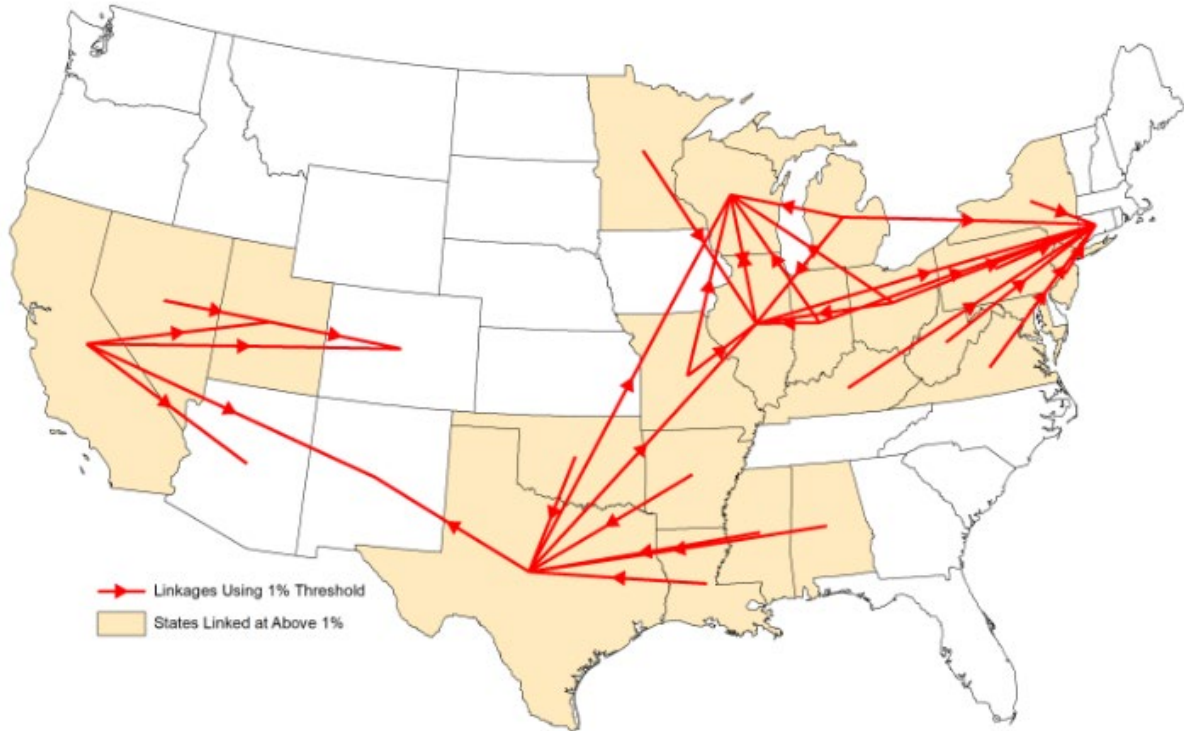 Linkages Using 1% Threshold
States Linked at Above 1%